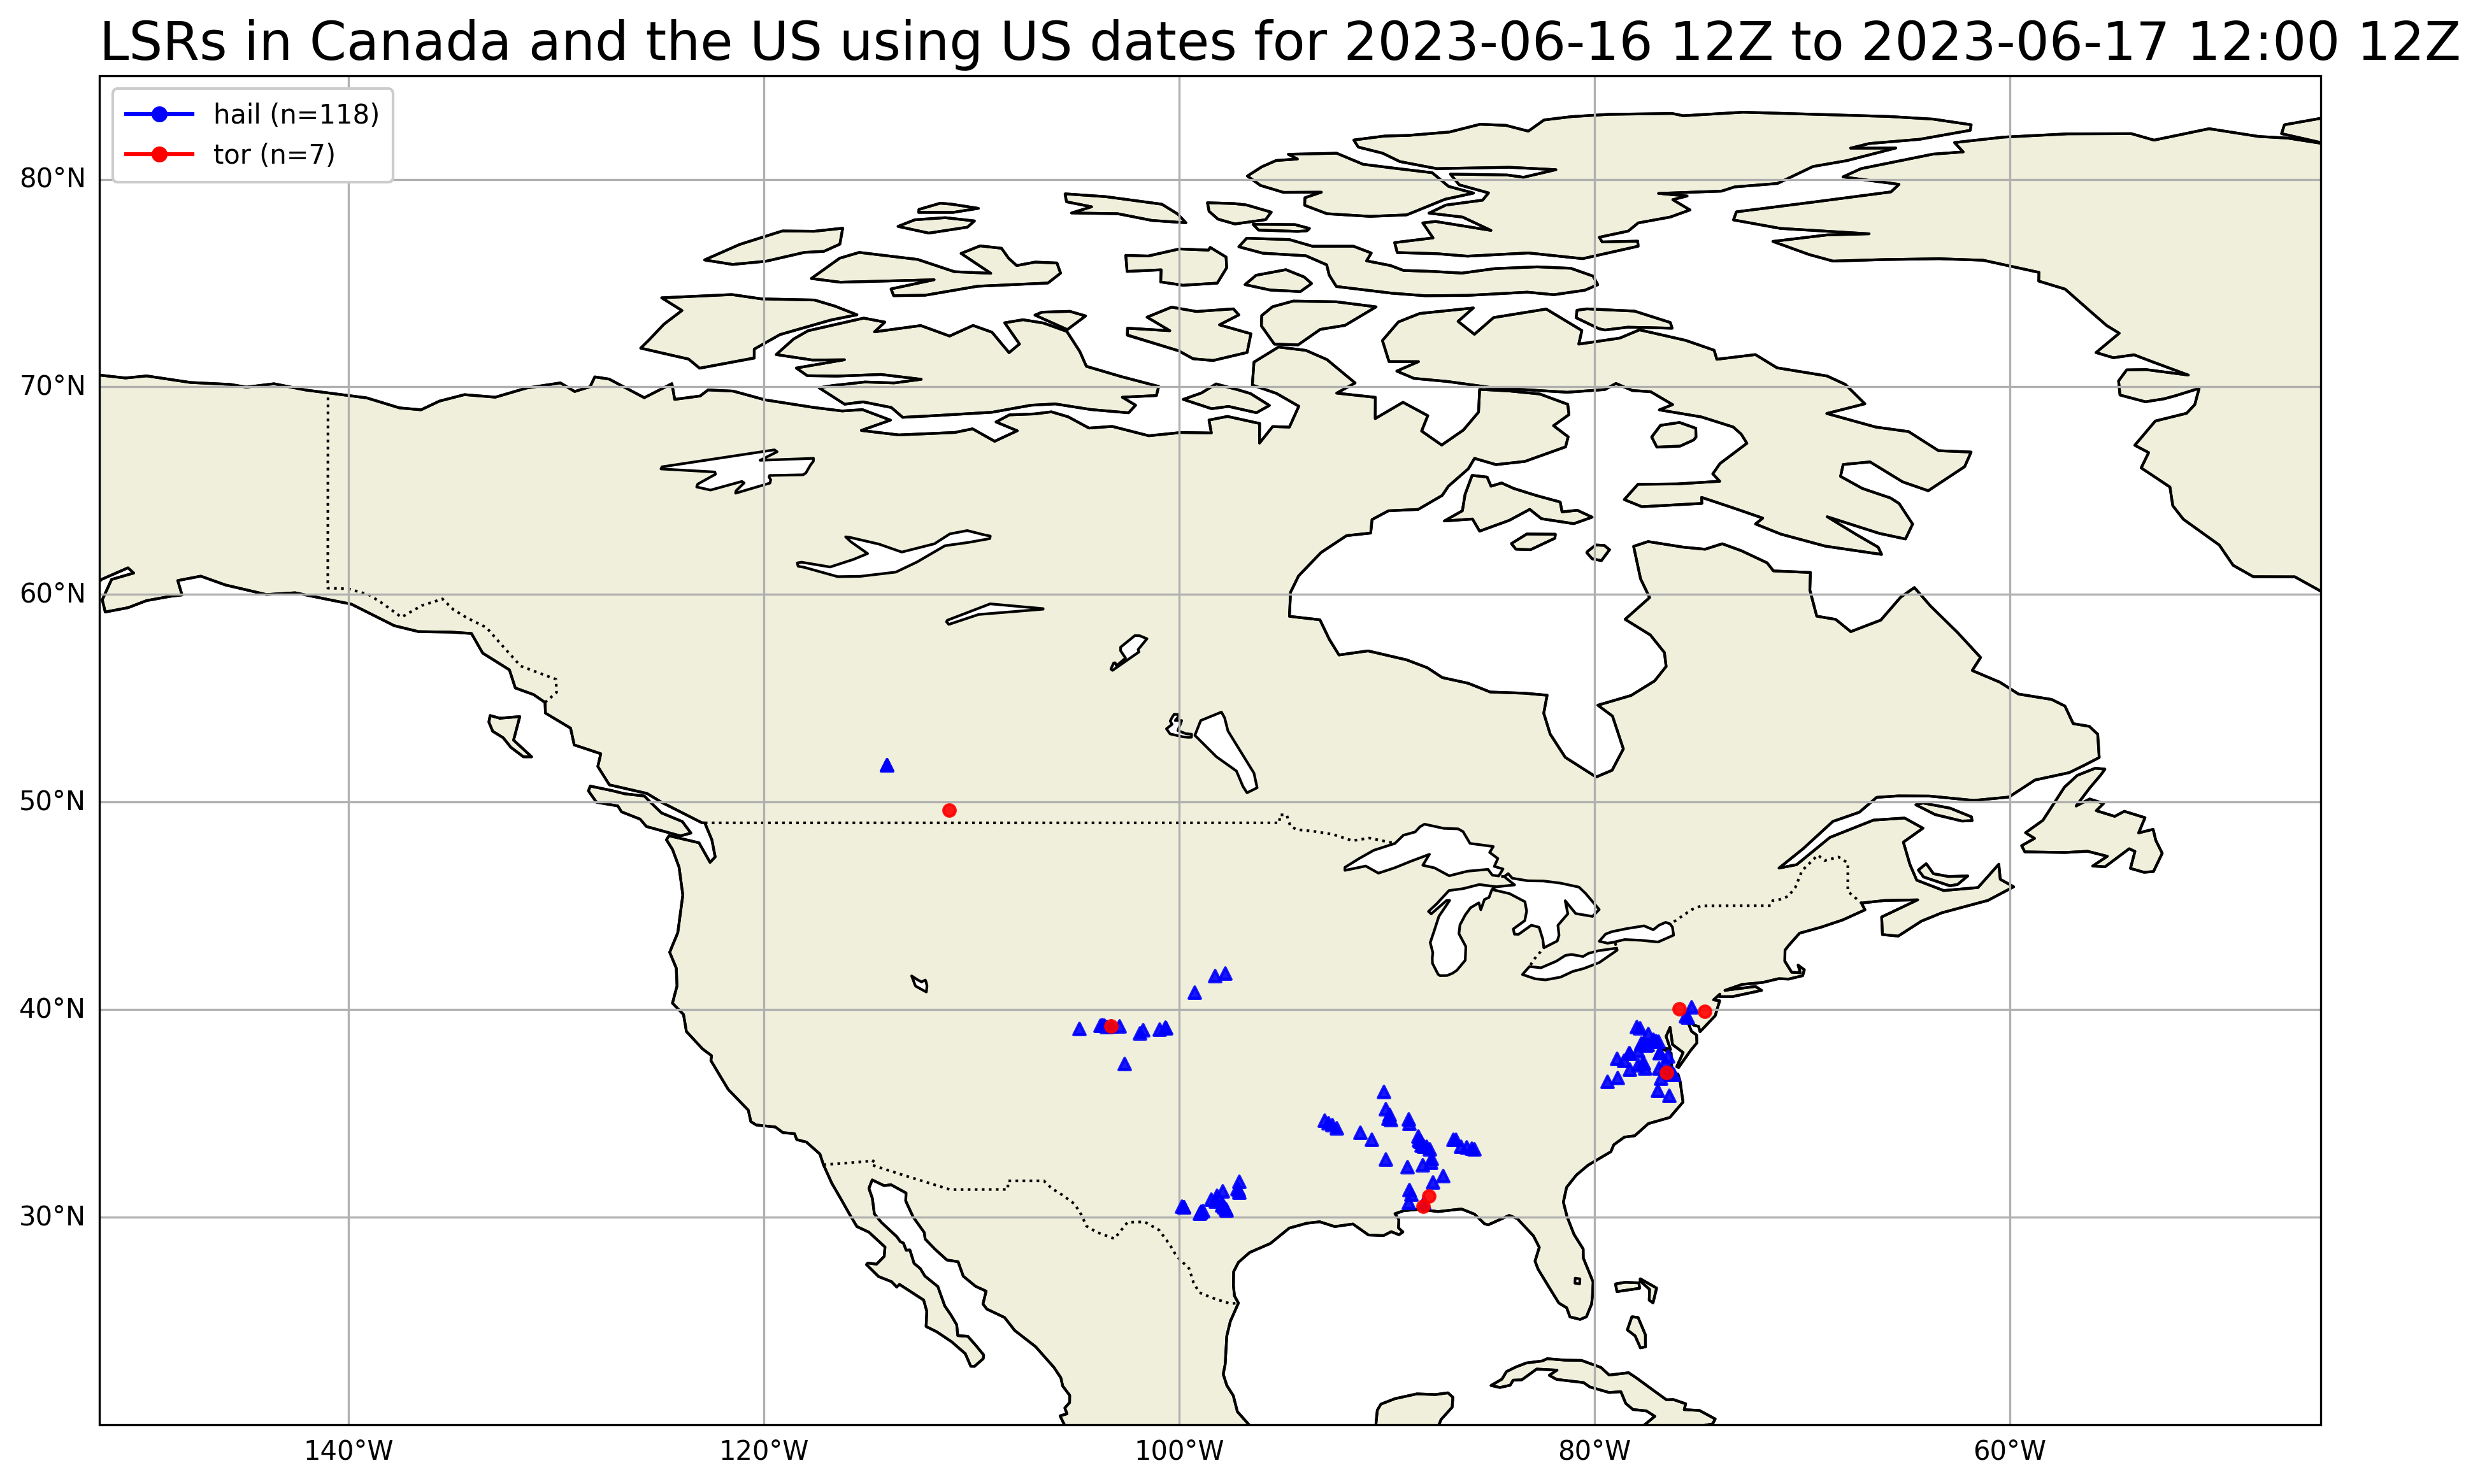 LSRs in Canada and the US using US dates for 2023-06-16 12Z to 2023-06-17 12:00 12Z
hail (n=118)
tor (n=7)
80°N
70°N
60°N
50°N
40°N
30°N
140°W
120°W
100°W
80°W
60°W